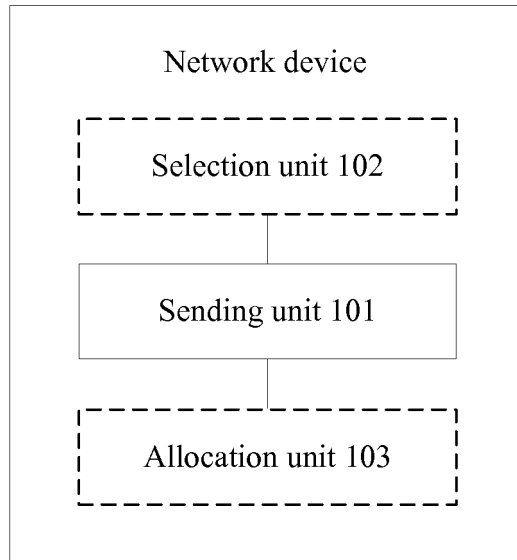 Network device
Selection unit 102
Sending unit 101
Allocation unit 103